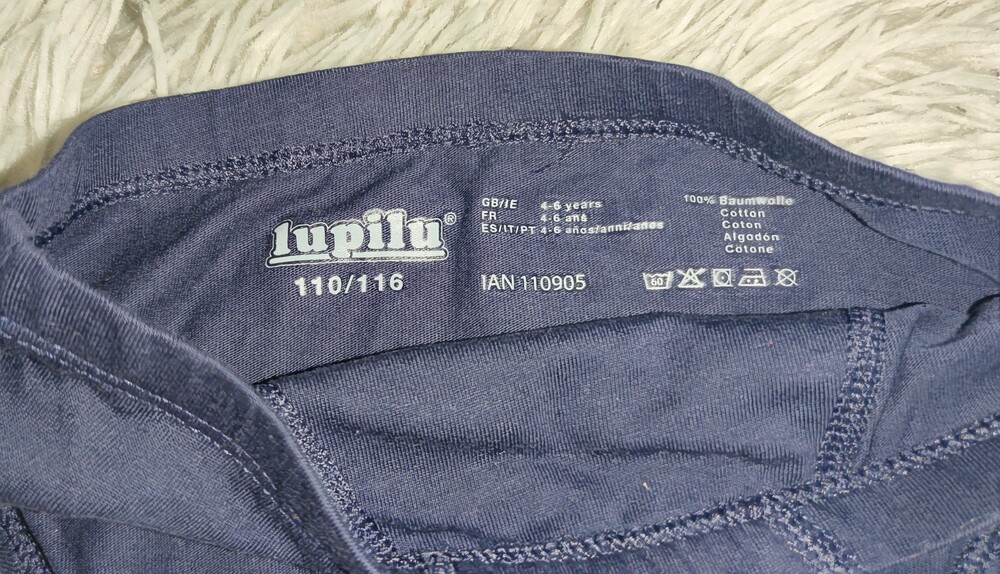 lupilu®
110/116
GB/IE 4-6 years
FR 4-6 ans
ES/IT/PT 4-6 años/anni/anos
IAN 110905
100% Baumwolle
Cotton
Coton
Algodón
Cotone
60